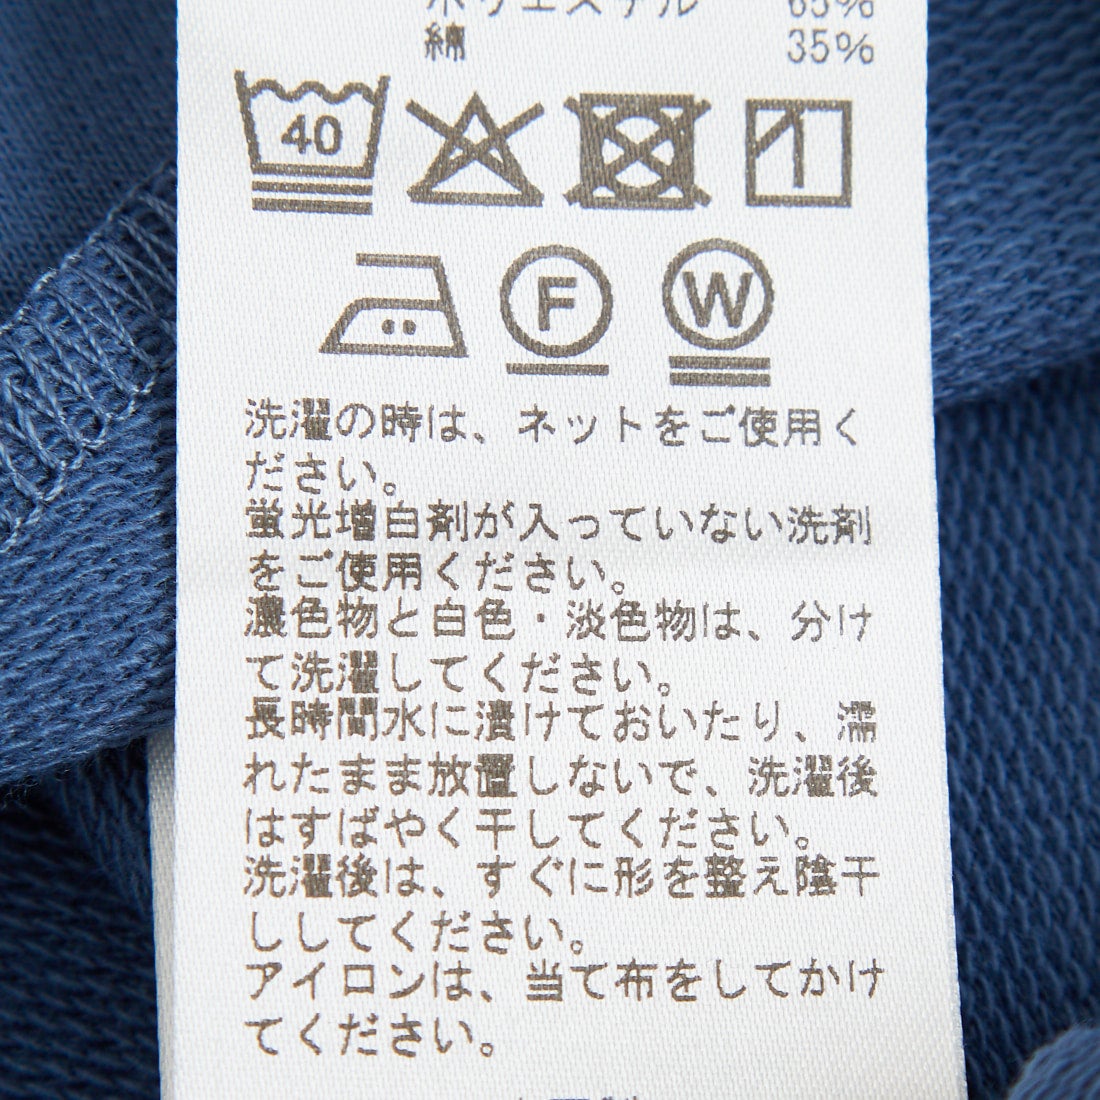 ポリエステル 65%
綿 35%
40
F W
洗濯の時は、ネットをご使用く
ださい。
蛍光増白剤が入っていない洗剤
をご使用ください。
濃色物と白色・淡色物は、分け
て洗濯してください。
長時間水に漬けておいたり、濡
れたまま放置しないで、洗濯後
はすばやく干してください。
洗濯後は、すぐに形を整え陰干
ししてください。
アイロンは、当て布をしてかけ
てください。